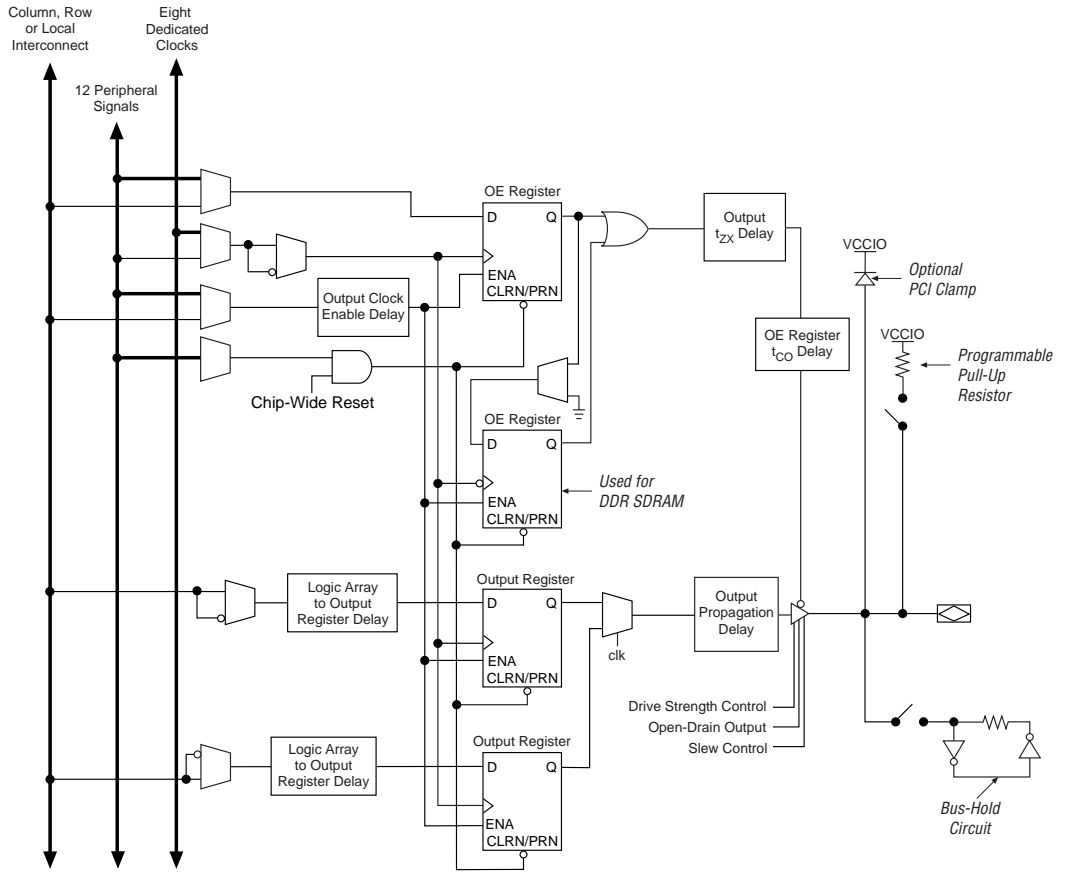 Column, Row
or Local
Interconnect
Eight
Dedicated
Clocks
12 Peripheral
Signals
OE Register
D
Q
ENA
CLRN/PRN
Output
tZX Delay
VCCIO
Optional
PCI Clamp
Output Clock
Enable Delay
OE Register
tCO Delay
VCCIO
Programmable
Pull-Up
Resistor
Chip-Wide Reset
OE Register
D
Q
ENA
CLRN/PRN
Used for
DDR SDRAM
Logic Array
to Output
Register Delay
Output Register
D
Q
ENA
CLRN/PRN
clk
Output
Propagation
Delay
Drive Strength Control
Open-Drain Output
Slew Control
Logic Array
to Output
Register Delay
Output Register
D
Q
ENA
CLRN/PRN
Bus-Hold
Circuit